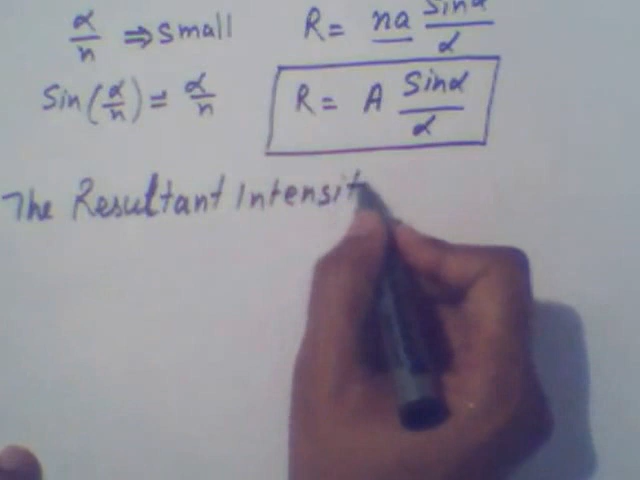 α/n ⇒ small R = na sinα/α
Sin(α/n) = α/n R = A Sinα/α
The Resultant Intensit